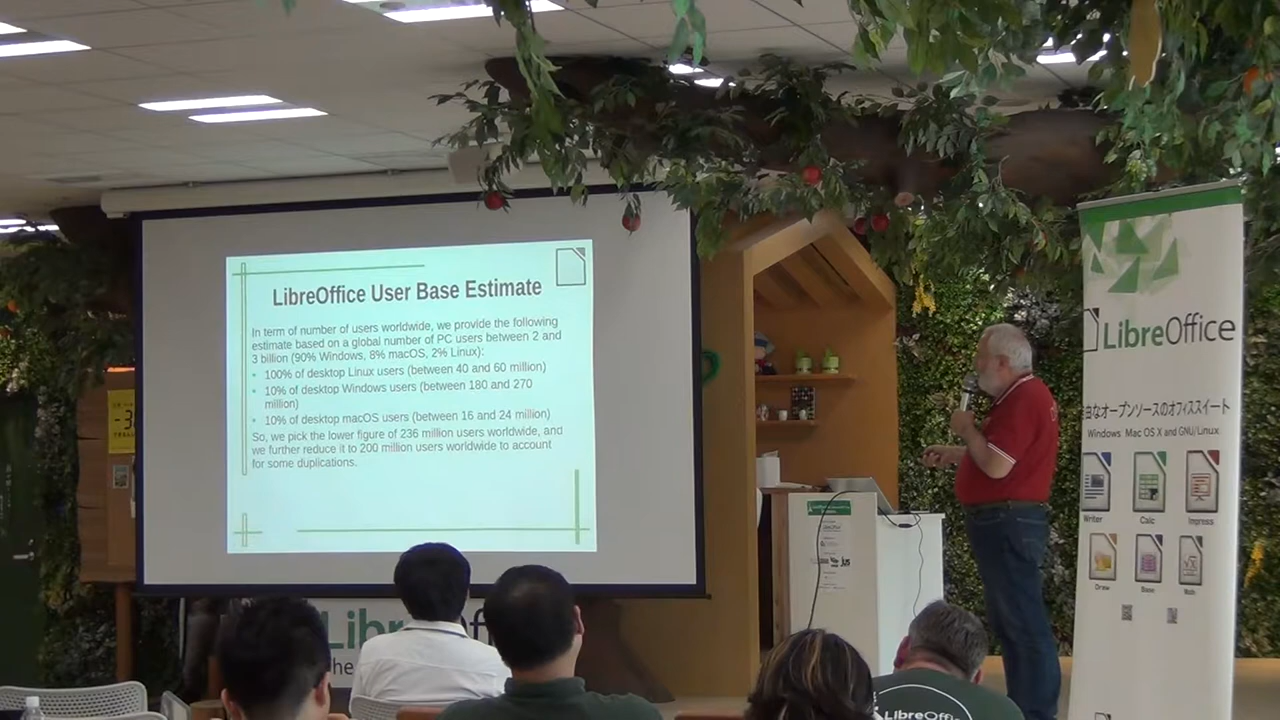 LibreOffice User Base Estimate
In term of number of users worldwide, we provide the following
estimate based on a global number of PC users between 2 and
3 billion (90% Windows, 8% macOS, 2% Linux):
100% of desktop Linux users (between 40 and 60 million)
10% of desktop Windows users (between 180 and 270
million)
10% of desktop macOS users (between 16 and 24 million)
So, we pick the lower figure of 236 million users worldwide, and
we further reduce it to 200 million users worldwide to account
for some duplications.
LibreOffice
由なオープンソースのオフィススイート
Windows, Mac OS X and GNU/Linux
Writer
Calc
Impress
Draw
Base
Math
LibreOffi
he
LibreOffic